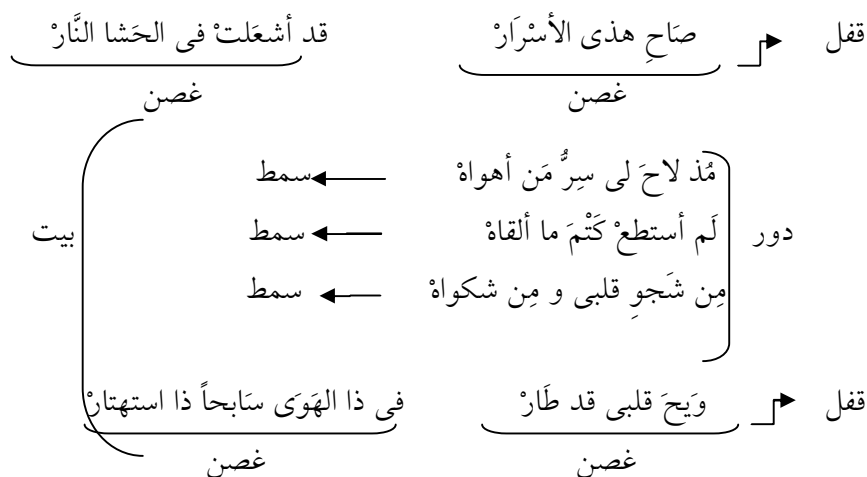 قفل صَاحِ هذى الأسْرَارْ قد أشعَلتْ فى الحَشا النَّارْ
غصن غصن
مُذ لاحَ لى سِرُّ مَن أهواهْ سمط
دور لَم أستطعْ كَتْمَ ما ألقاهْ سمط بيت
مِن شَجوِ قلبى و مِن شكواهْ سمط
قفل وَيحَ قلبى قد طَارْ فى ذا الهَوَى سَابحاً ذا استهتارْ
غصن غصن